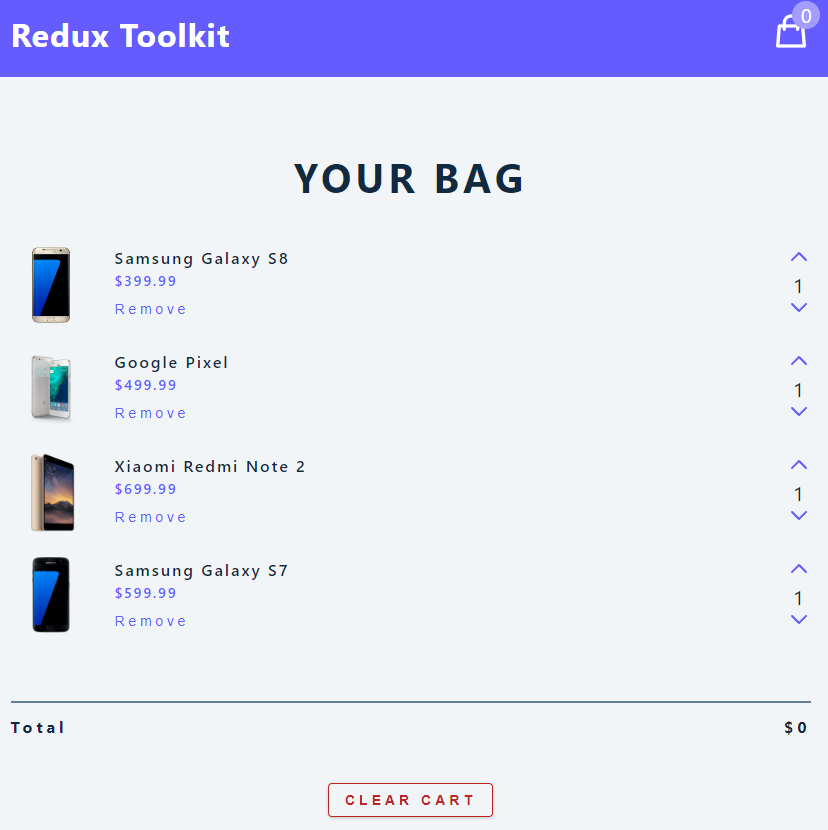 Redux Toolkit
0
YOUR BAG
Samsung Galaxy S8
$399.99
Remove
1
Google Pixel
$499.99
Remove
1
Xiaomi Redmi Note 2
$699.99
Remove
1
Samsung Galaxy S7
$599.99
Remove
1
Total $0
CLEAR CART